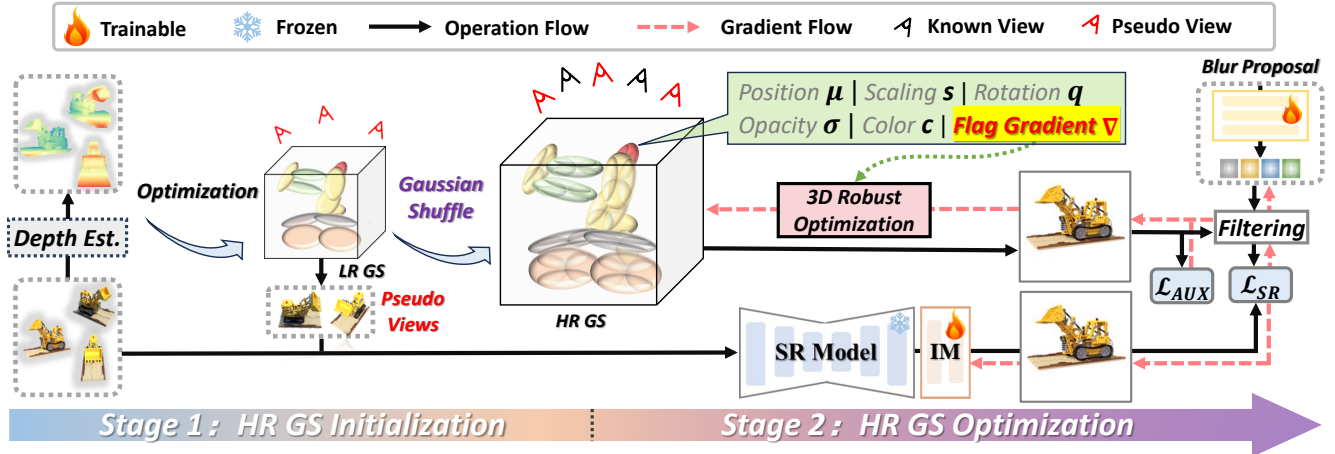 Trainable
Frozen
Operation Flow
Gradient Flow
Known View
Pseudo View
Blur Proposal
Position μ | Scaling s | Rotation q
Opacity σ | Color c | Flag Gradient ∇
Optimization
Gaussian
Shuffle
3D Robust
Optimization
Depth Est.
Filtering
LR GS
Pseudo
Views
HR GS
ℒAUX
ℒSR
SR Model
IM
Stage 1: HR GS Initialization
Stage 2: HR GS Optimization